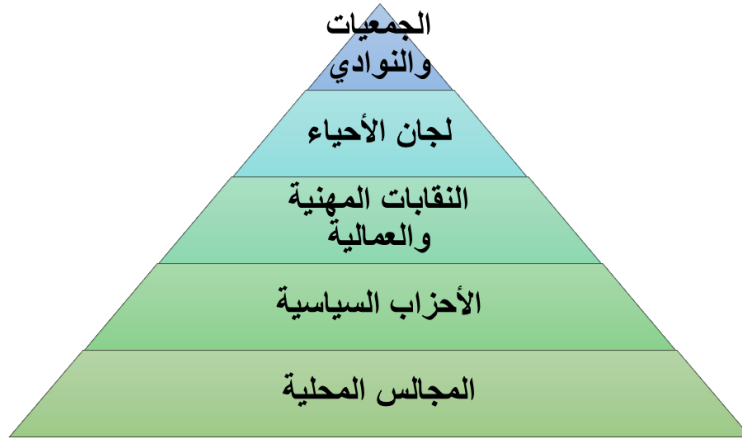 الجمعيات
والنوادي
لجان الأحياء
النقابات المهنية
والعمالية
الأحزاب السياسية
المجالس المحلية